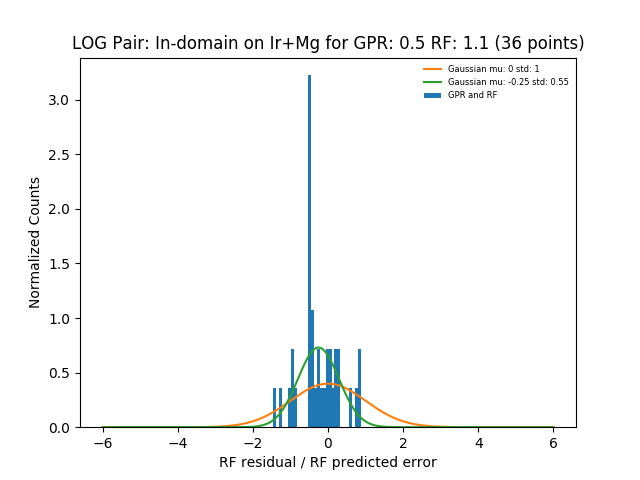 LOG Pair: In-domain on Ir+Mg for GPR: 0.5 RF: 1.1 (36 points)
Gaussian mu: 0 std: 1
Gaussian mu: -0.25 std: 0.55
GPR and RF
Normalized Counts
3.0
2.5
2.0
1.5
1.0
0.5
0.0
−6 −4 −2 0 2 4 6
RF residual / RF predicted error